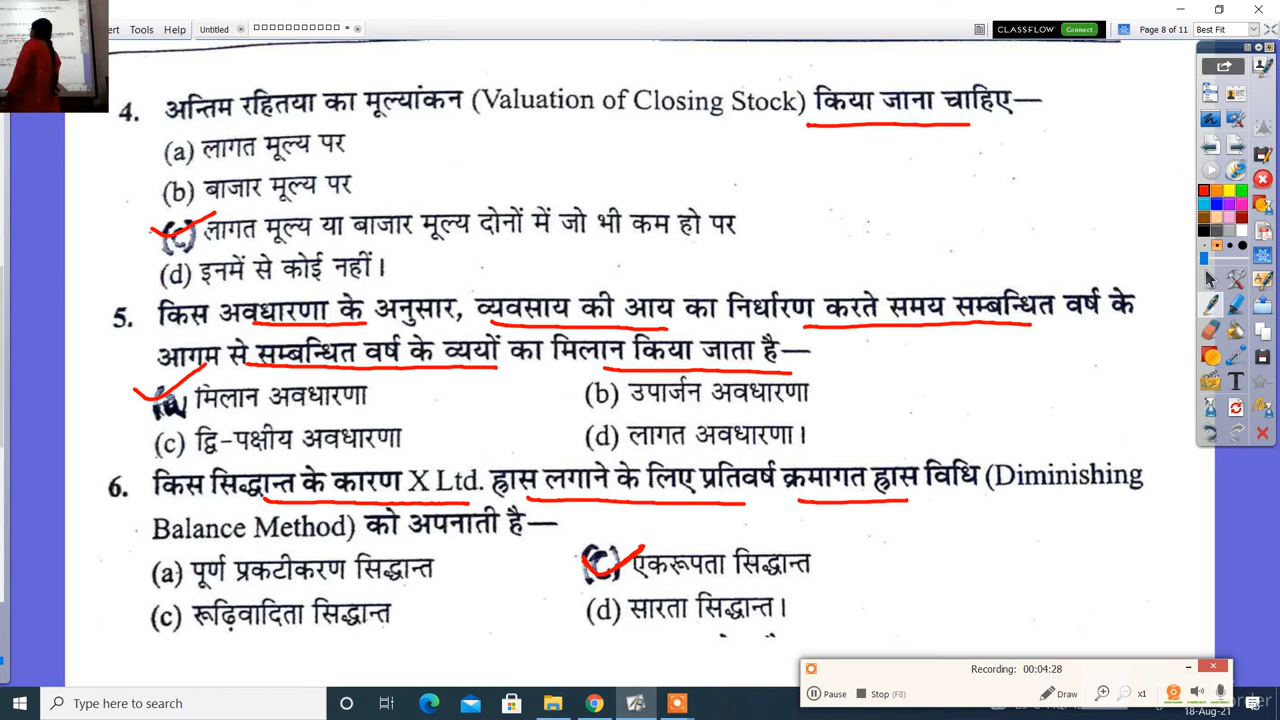 ert Tools Help Untitled
CLASSFLOW Connect Page 8 of 11 Best Fit
4. अन्तिम रहितया का मूल्यांकन (Valuation of Closing Stock) किया जाना चाहिए—
(a) लागत मूल्य पर
(b) बाजार मूल्य पर
(c) लागत मूल्य या बाजार मूल्य दोनों में जो भी कम हो पर
(d) इनमें से कोई नहीं।
5. किस अवधारणा के अनुसार, व्यवसाय की आय का निर्धारण करते समय सम्बन्धित वर्ष के
आगम से सम्बन्धित वर्ष के व्ययों का मिलान किया जाता है—
(a) मिलान अवधारणा (b) उपार्जन अवधारणा
(c) द्वि-पक्षीय अवधारणा (d) लागत अवधारणा।
6. किस सिद्धान्त के कारण X Ltd. ह्रास लगाने के लिए प्रतिवर्ष क्रमागत ह्रास विधि (Diminishing
Balance Method) को अपनाती है—
(a) पूर्ण प्रकटीकरण सिद्धान्त (C) एकरूपता सिद्धान्त
(c) रूढ़िवादिता सिद्धान्त (d) सारता सिद्धान्त।
Recording: 00:04:28
Pause Stop (F8) Draw x1
Type here to search
18-Aug-21